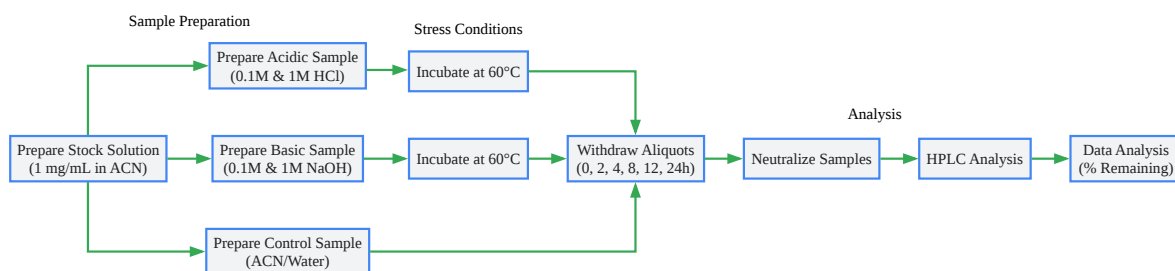 Sample Preparation
Stress Conditions
Prepare Acidic Sample
(0.1M & 1M HCl)
Incubate at 60°C
Analysis
Prepare Stock Solution
(1 mg/mL in ACN)
Prepare Basic Sample
(0.1M & 1M NaOH)
Incubate at 60°C
Withdraw Aliquots
(0, 2, 4, 8, 12, 24h)
Neutralize Samples
HPLC Analysis
Data Analysis
(% Remaining)
Prepare Control Sample
(ACN/Water)